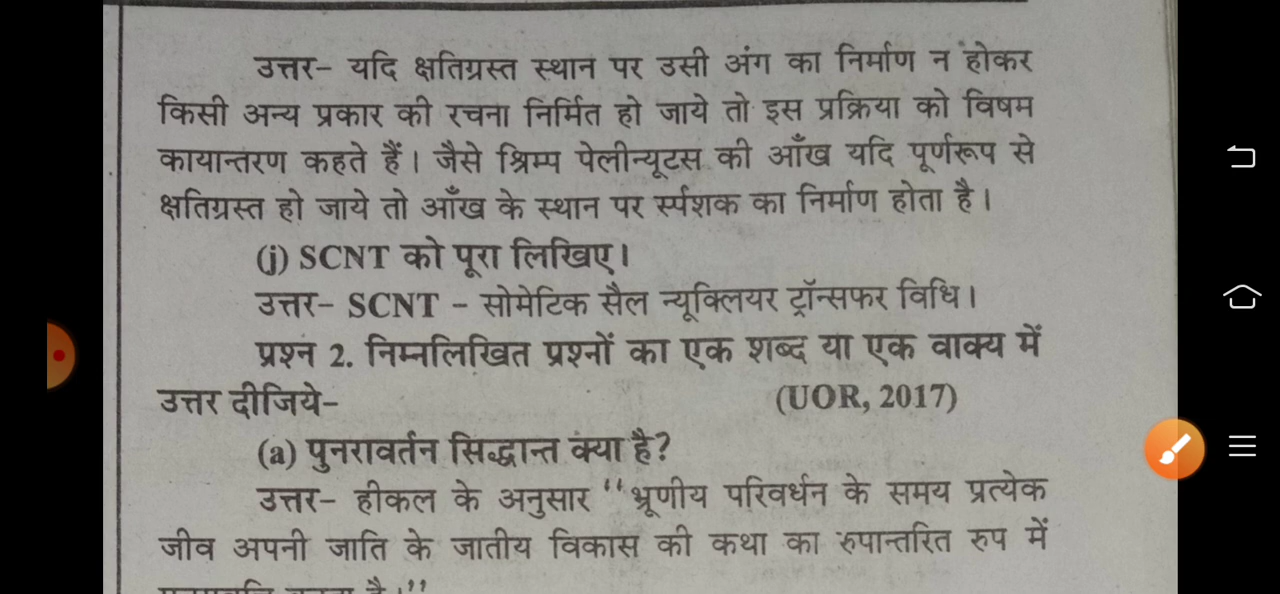 उत्तर– यदि क्षतिग्रस्त स्थान पर उसी अंग का निर्माण न होकर
किसी अन्य प्रकार की रचना निर्मित हो जाये तो इस प्रक्रिया को विषम
कायान्तरण कहते हैं। जैसे श्रिम्प पेलीन्यूटस की आँख यदि पूर्णरूप से
क्षतिग्रस्त हो जाये तो आँख के स्थान पर र्स्पशक का निर्माण होता है।
(j) SCNT को पूरा लिखिए।
उत्तर– SCNT – सोमेटिक सैल न्यूक्लियर ट्रॉन्सफर विधि।
प्रश्न 2. निम्नलिखित प्रश्नों का एक शब्द या एक वाक्य में
उत्तर दीजिये– (UOR, 2017)
(a) पुनरावर्तन सिद्धान्त क्या है?
उत्तर– हीकल के अनुसार "भ्रूणीय परिवर्धन के समय प्रत्येक
जीव अपनी जाति के जातीय विकास की कथा का रुपान्तरित रुप में